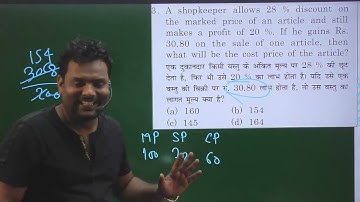 3. A shopkeeper allows 28 % discount on
the marked price of an article and still
makes a profit of 20 %. If he gains Rs.
30.80 on the sale of one article, then
what will be the cost price of the article?
एक दुकानदार किसी वस्तु के अंकित मूल्य पर 28 % की छूट
देता है, फिर भी उसे 20 % का लाभ होता है। यदि उसे एक
वस्तु की बिक्री पर रु. 30.80 लाभ होता है, तो उस वस्तु का
लागत मूल्य क्या है?
(a) 160 (b) 154
(c) 145 (d) 164
154
30.8
MP SP CP
100 60